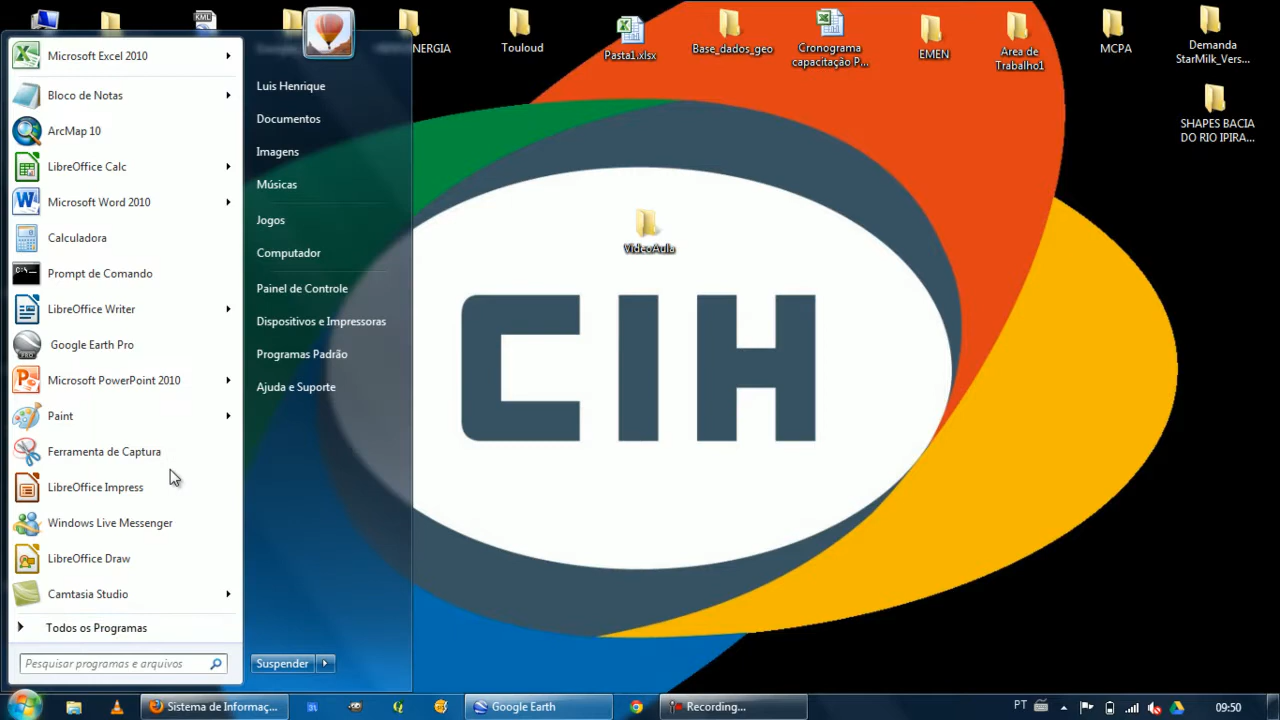 KML
ERGIA
Touloud
Pasta1.xlsx
Base_dados_geo
Cronograma
capacitação P...
EMEN
Area de
Trabalho1
MCPA
Demanda
StarMilk_Vers...
SHAPES BACIA
DO RIO IPIRA...
VideoAula
CIH
Microsoft Excel 2010
Bloco de Notas
ArcMap 10
LibreOffice Calc
Microsoft Word 2010
Calculadora
Prompt de Comando
LibreOffice Writer
Google Earth Pro
Microsoft PowerPoint 2010
Paint
Ferramenta de Captura
LibreOffice Impress
Windows Live Messenger
LibreOffice Draw
Camtasia Studio
Todos os Programas
Pesquisar programas e arquivos
Luis Henrique
Documentos
Imagens
Músicas
Jogos
Computador
Painel de Controle
Dispositivos e Impressoras
Programas Padrão
Ajuda e Suporte
Suspender
Sistema de Informaç...
Google Earth
Recording...
PT
09:50